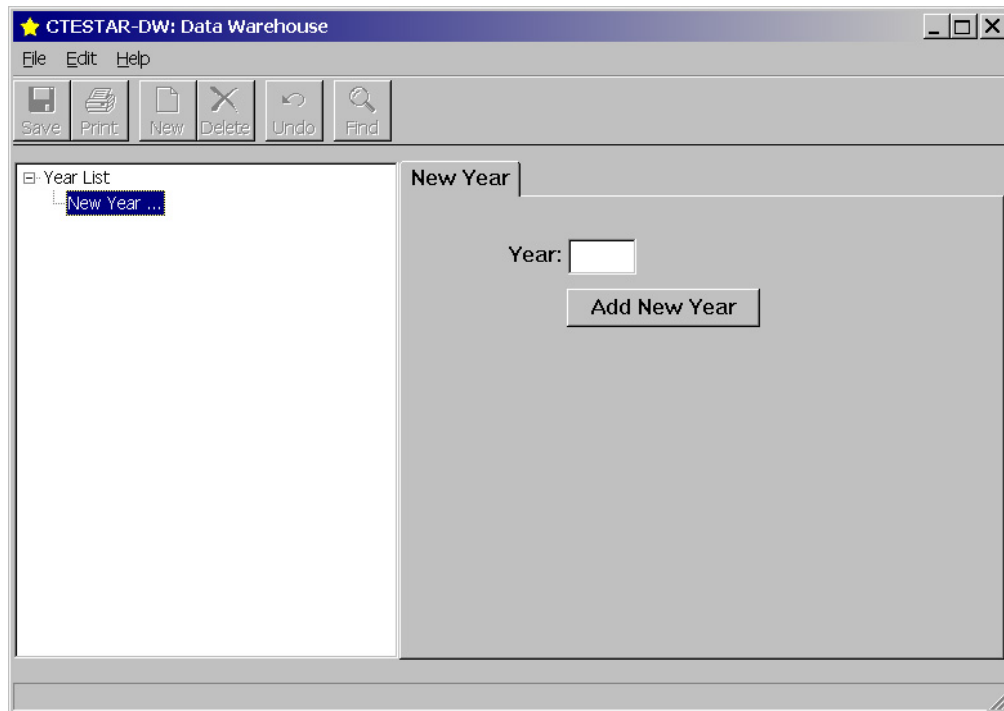 CTESTAR-DW: Data Warehouse
File Edit Help
Save Print New Delete Undo Find
Year List
New Year ...
New Year
Year:
Add New Year